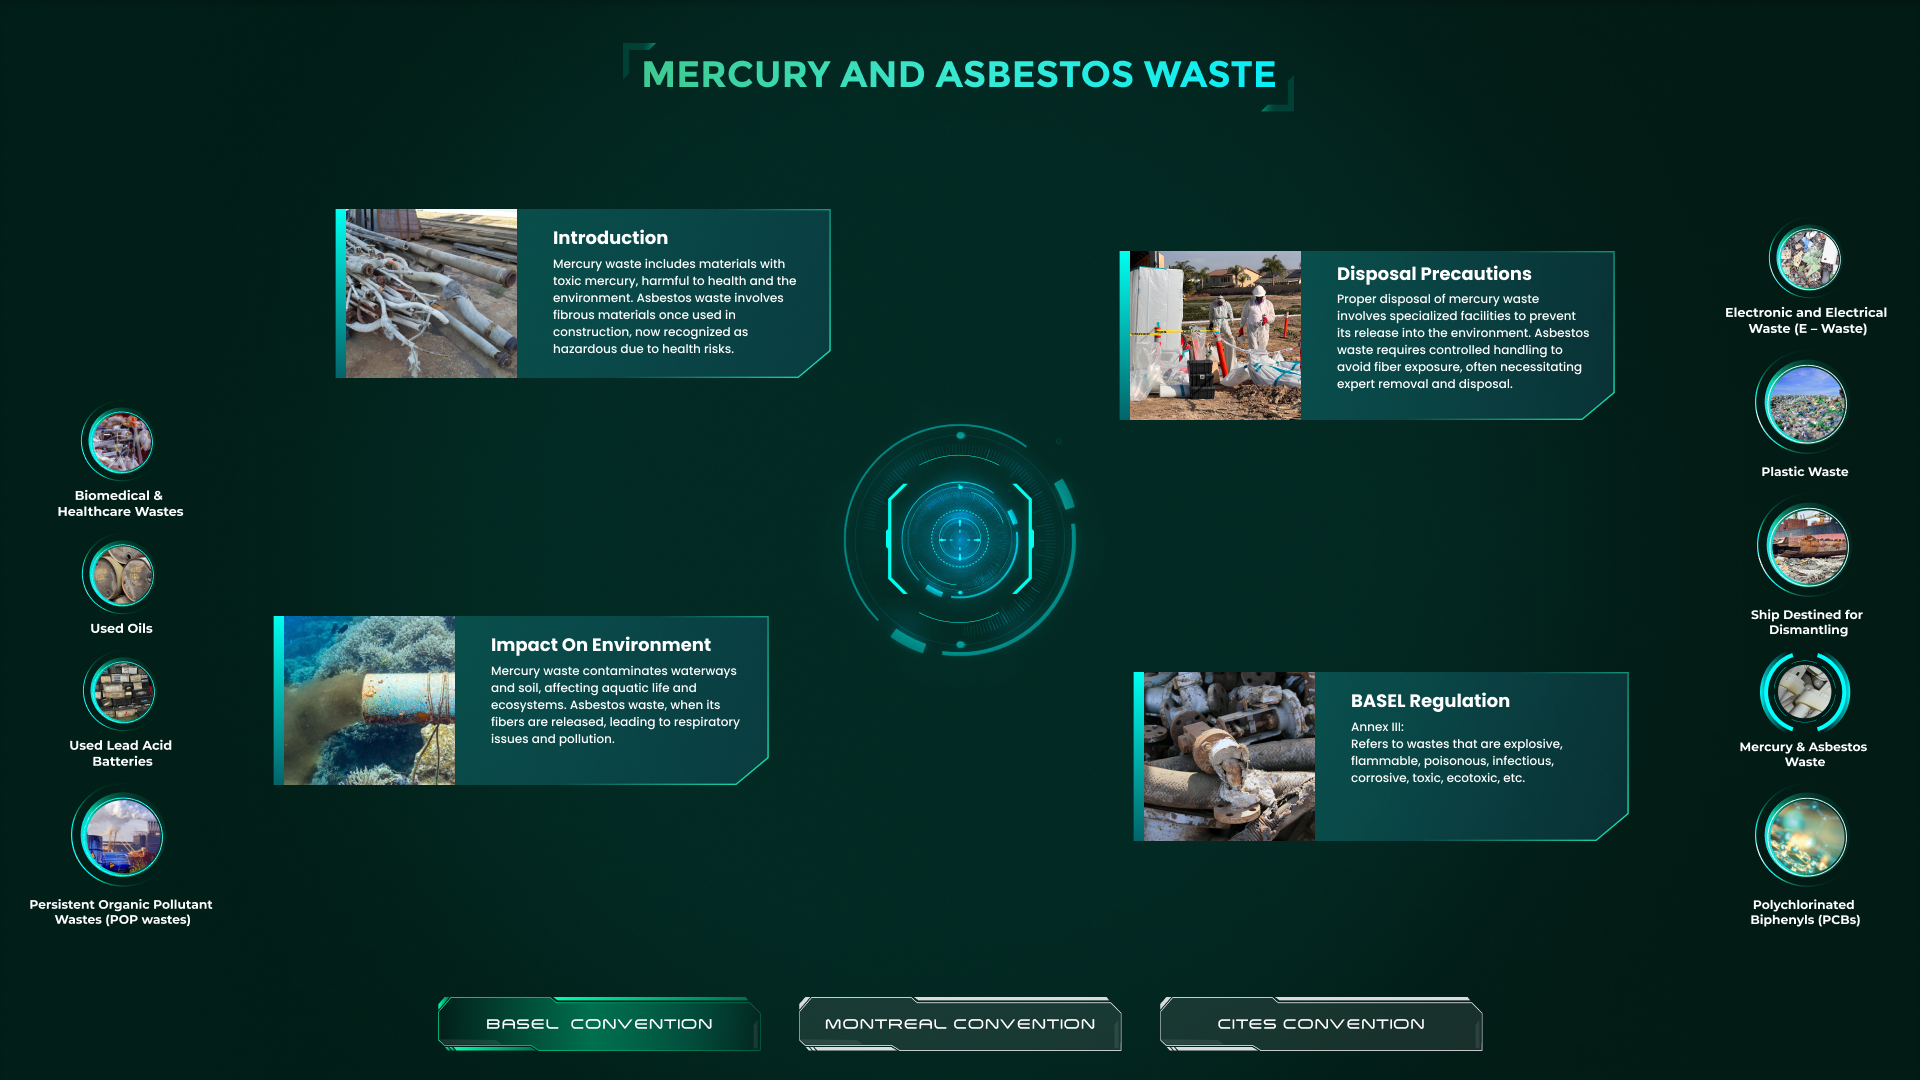 MERCURY AND ASBESTOS WASTE
Introduction
Mercury waste includes materials with
toxic mercury, harmful to health and the
environment. Asbestos waste involves
fibrous materials once used in
construction, now recognized as
hazardous due to health risks.
Disposal Precautions
Proper disposal of mercury waste
involves specialized facilities to prevent
its release into the environment. Asbestos
waste requires controlled handling to
avoid fiber exposure, often necessitating
expert removal and disposal.
Impact On Environment
Mercury waste contaminates waterways
and soil, affecting aquatic life and
ecosystems. Asbestos waste, when its
fibers are released, leading to respiratory
issues and pollution.
BASEL Regulation
Annex III:
Refers to wastes that are explosive,
flammable, poisonous, infectious,
corrosive, toxic, ecotoxic, etc.
Biomedical &
Healthcare Wastes
Used Oils
Used Lead Acid
Batteries
Persistent Organic Pollutant
Wastes (POP wastes)
Electronic and Electrical
Waste (E – Waste)
Plastic Waste
Ship Destined for
Dismantling
Mercury & Asbestos
Waste
Polychlorinated
Biphenyls (PCBs)
BASEL CONVENTION
MONTREAL CONVENTION
CITES CONVENTION